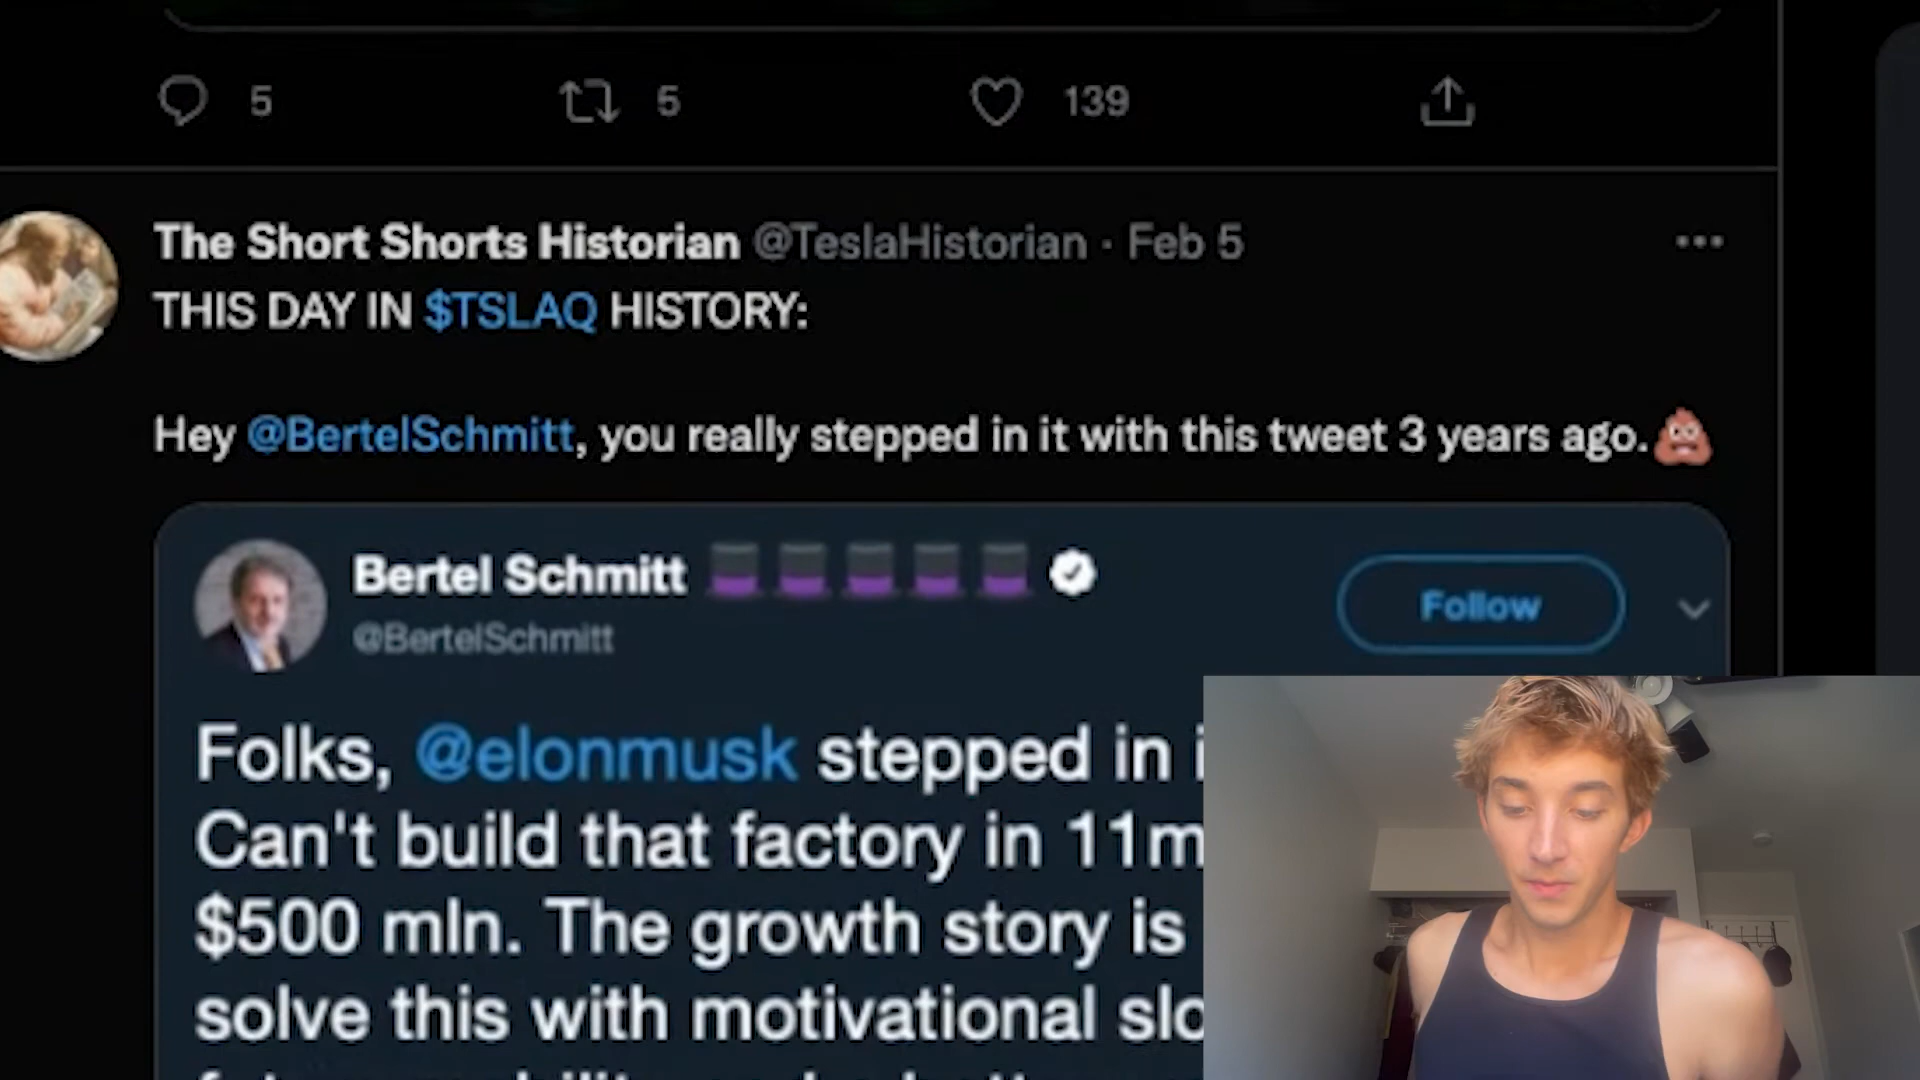 5 5 139
The Short Shorts Historian @TeslaHistorian · Feb 5
THIS DAY IN $TSLAQ HISTORY:
Hey @BertelSchmitt, you really stepped in it with this tweet 3 years ago.💩
Bertel Schmitt
@BertelSchmitt
Follow
Folks, @elonmusk stepped in
Can't build that factory in 11m
$500 mln. The growth story is
solve this with motivational slo